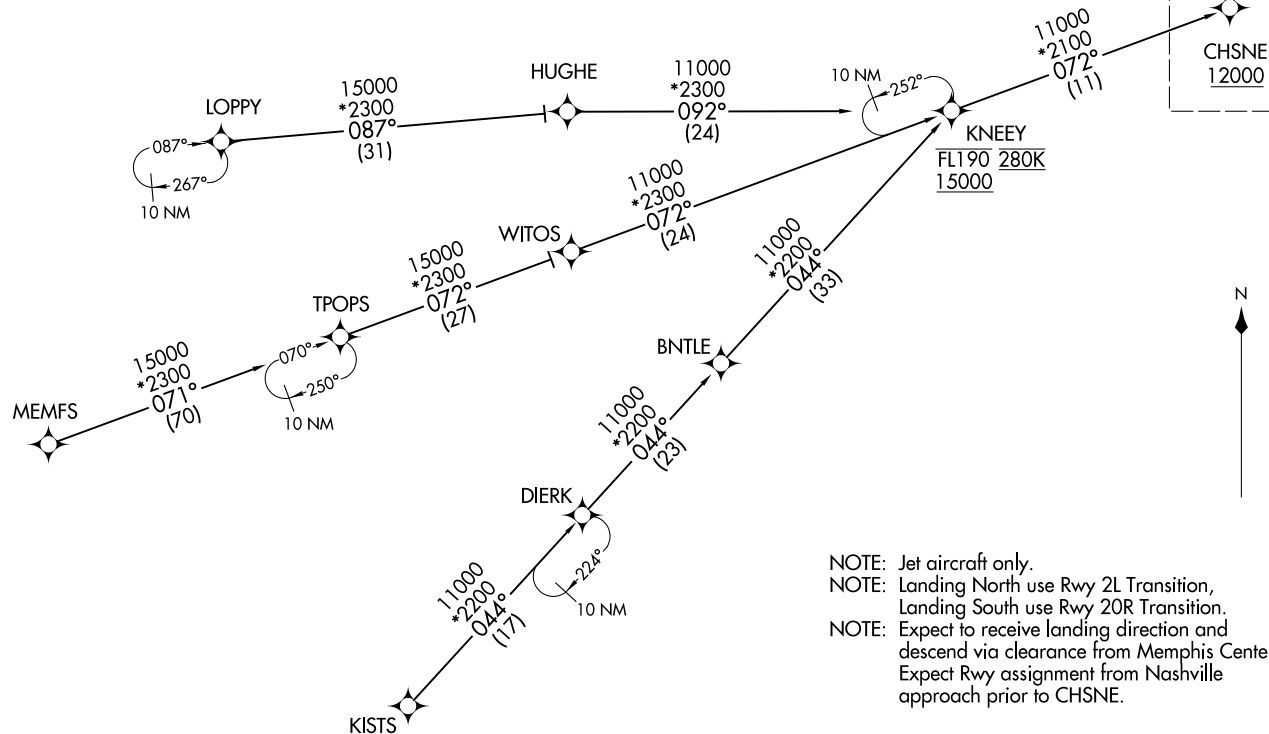 11000
*2100
072°
(11)
CHSNE
12000
HUGHE
11000
*2300
092°
(24)
10 NM
252°
LOPPY
15000
*2300
087°
(31)
087°
267°
10 NM
KNEEY
FL190 280K
15000
11000
*2300
072°
(24)
WITOS
15000
*2300
072°
(27)
TPOPS
070°
250°
10 NM
15000
*2300
071°
(70)
MEMFS
11000
*2200
044°
(33)
BNTLE
11000
*2200
044°
(23)
DIERK
224°
10 NM
11000
*2200
044°
(17)
KISTS
N
NOTE: Jet aircraft only.
NOTE: Landing North use Rwy 2L Transition,
Landing South use Rwy 20R Transition.
NOTE: Expect to receive landing direction and
descend via clearance from Memphis Cente
Expect Rwy assignment from Nashville
approach prior to CHSNE.